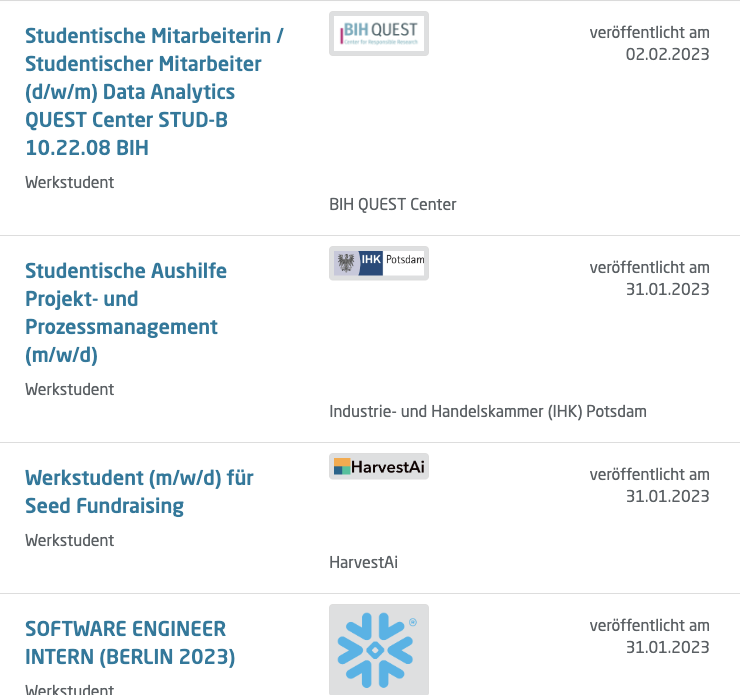 Studentische Mitarbeiterin /
Studentischer Mitarbeiter
(d/w/m) Data Analytics
QUEST Center STUD-B
10.22.08 BIH
Werkstudent
BIH QUEST
Center for Responsible Research
BIH QUEST Center
veröffentlicht am
02.02.2023
Studentische Aushilfe
Projekt- und
Prozessmanagement
(m/w/d)
Werkstudent
IHK Potsdam
Industrie- und Handelskammer (IHK) Potsdam
veröffentlicht am
31.01.2023
Werkstudent (m/w/d) für
Seed Fundraising
Werkstudent
HarvestAi
HarvestAi
veröffentlicht am
31.01.2023
SOFTWARE ENGINEER
INTERN (BERLIN 2023)
Werkstudent
®
veröffentlicht am
31.01.2023